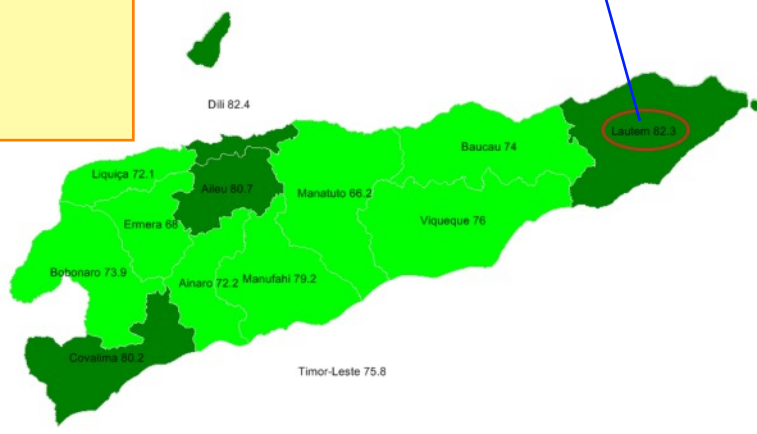 Dili 82.4
Lautem 82.3
Baucau 74
Liquiça 72.1
Aileu 80.7
Manatuto 66.2
Ermera 68
Viqueque 76
Bobonaro 73.9
Ainaro 72.2
Manufahi 79.2
Covalima 80.2
Timor-Leste 75.8